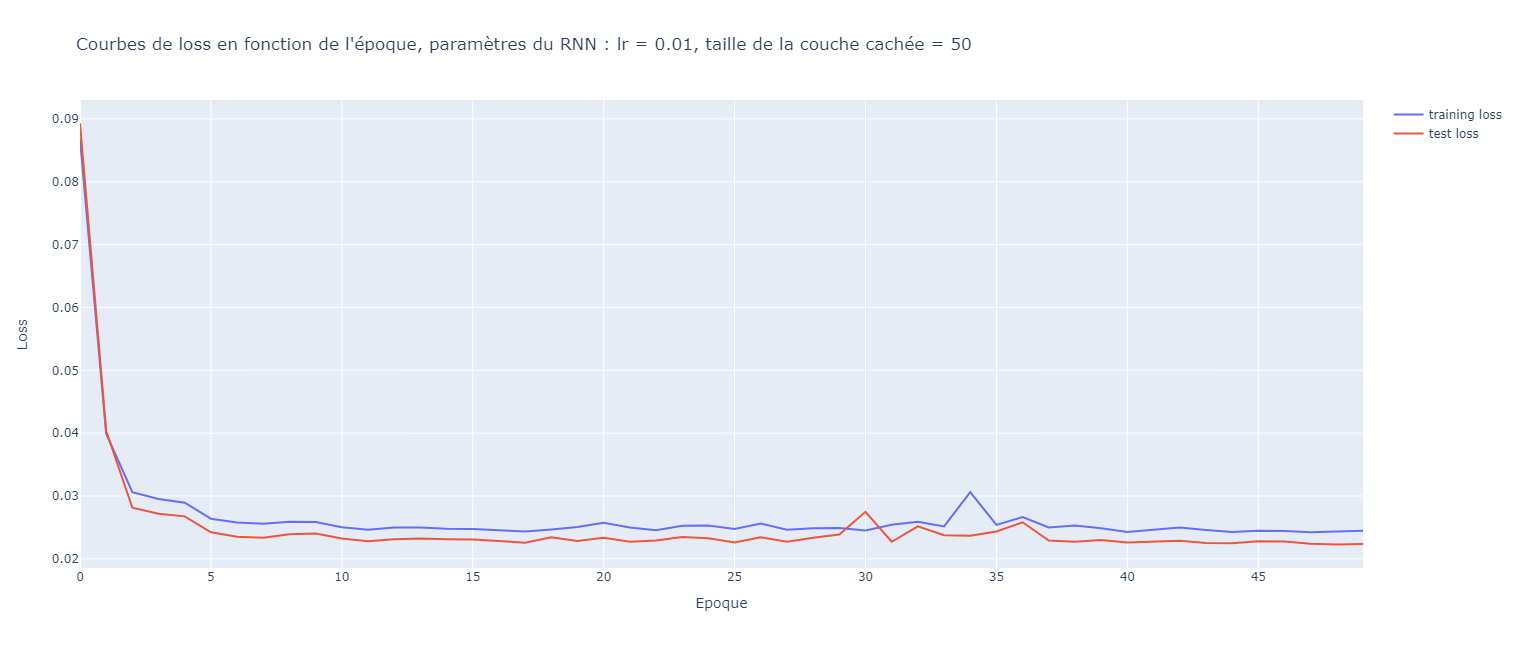 Courbes de loss en fonction de l'époque, paramètres du RNN : lr = 0.01, taille de la couche cachée = 50
training loss
test loss
0.09
0.08
0.07
0.06
0.05
0.04
0.03
0.02
Loss
0 5 10 15 20 25 30 35 40 45
Epoque